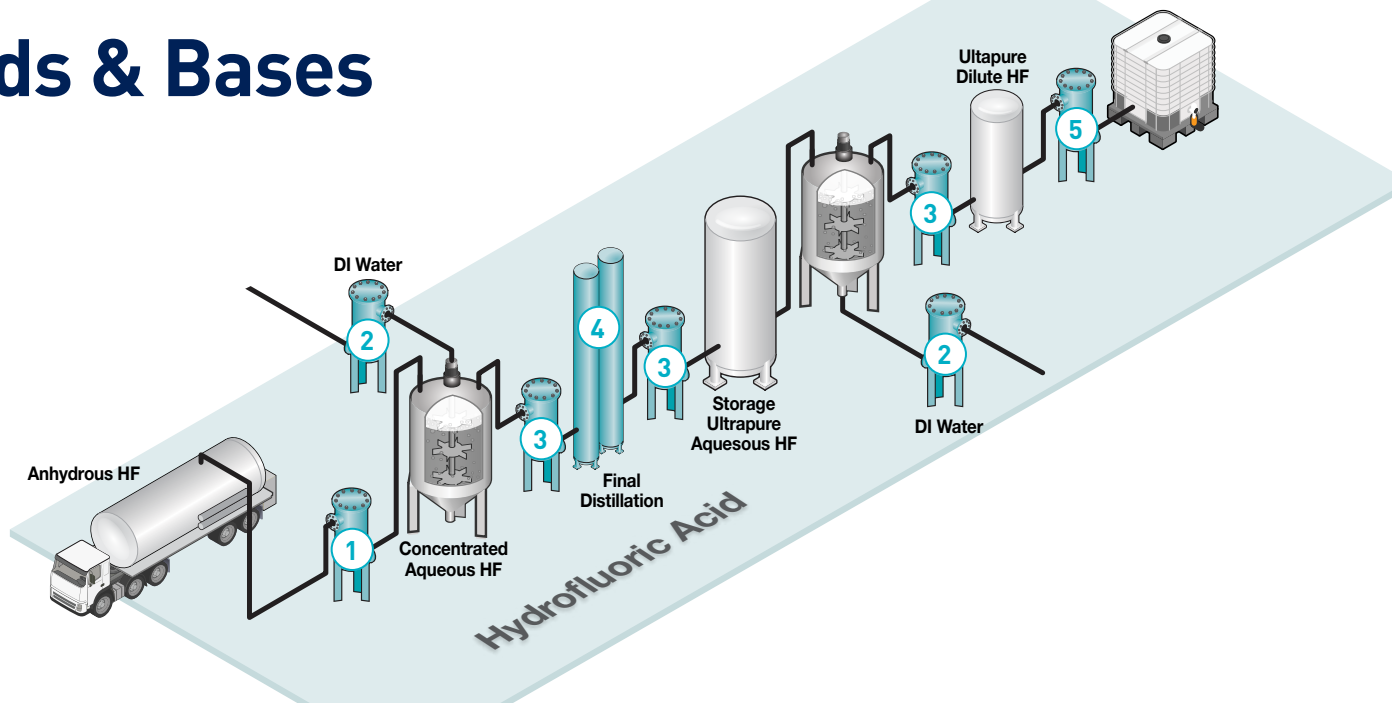 ds & Bases
Ultapure
Dilute HF
5
3
DI Water
2
4
3
2
Storage
Ultrapure
Aquesous HF
DI Water
3
Anhydrous HF
Final
Distillation
1
Concentrated
Aqueous HF
Hydrofluoric Acid